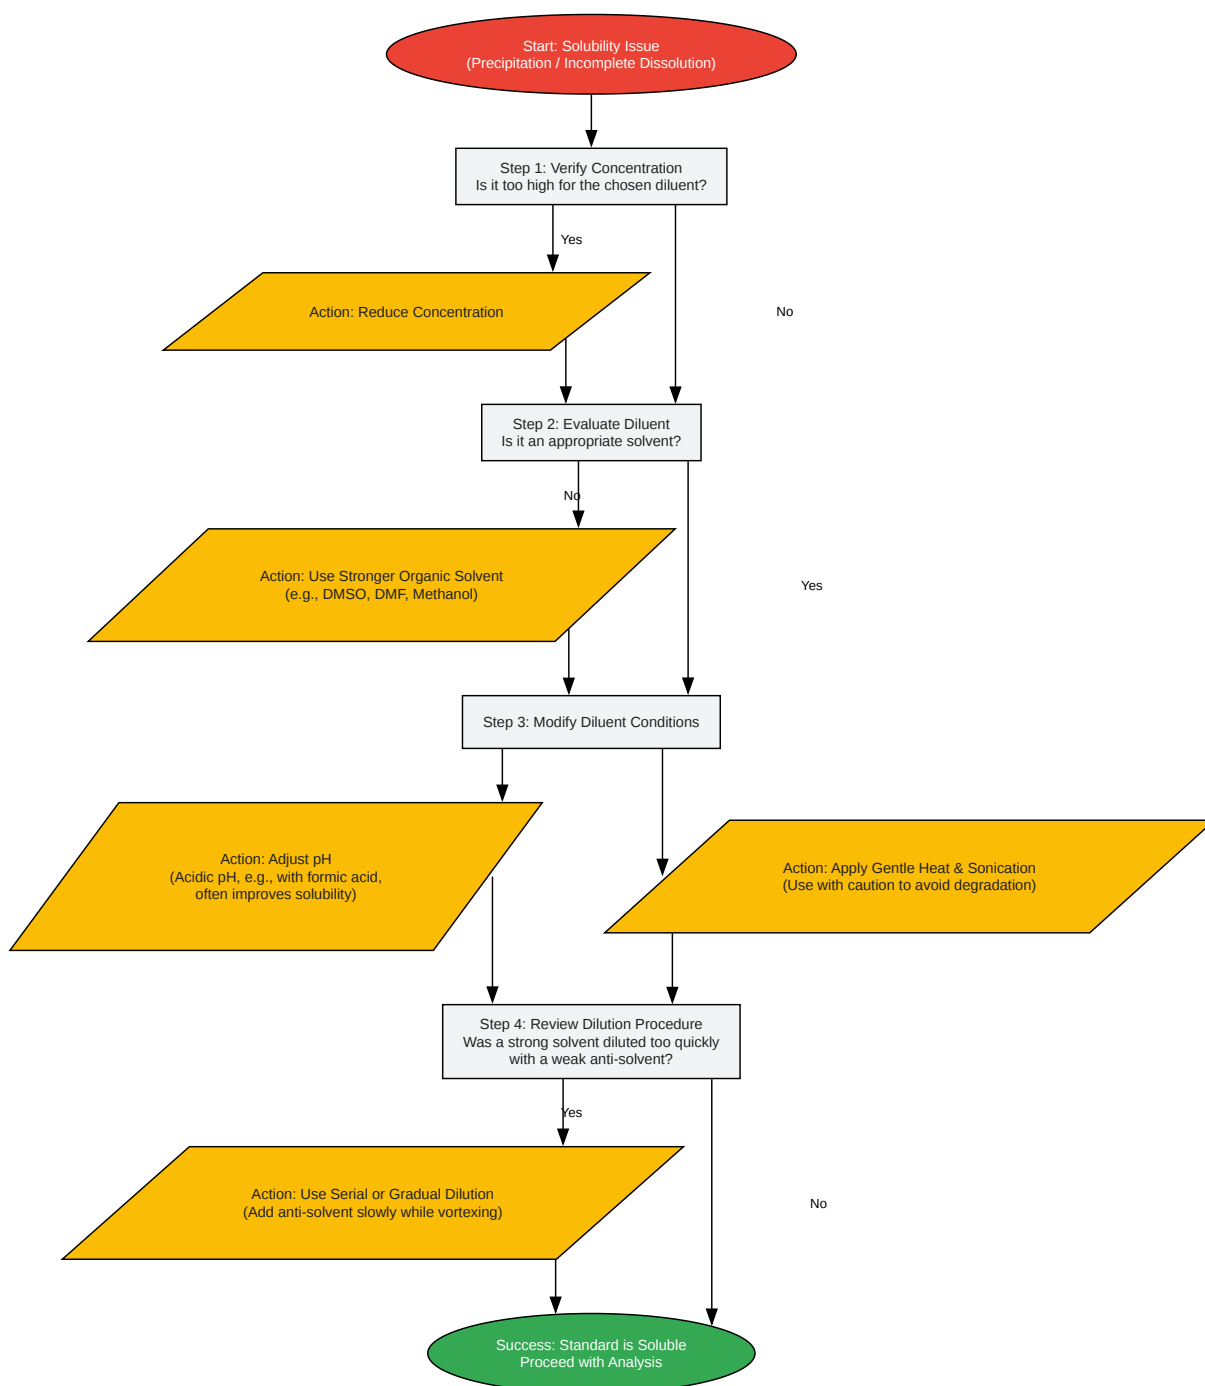 Start: Solubility Issue
(Precipitation / Incomplete Dissolution)
Step 1: Verify Concentration
Is it too high for the chosen diluent?
Yes
Action: Reduce Concentration
No
Step 2: Evaluate Diluent
Is it an appropriate solvent?
No
Action: Use Stronger Organic Solvent
(e.g., DMSO, DMF, Methanol)
Yes
Step 3: Modify Diluent Conditions
Action: Adjust pH
(Acidic pH, e.g., with formic acid,
often improves solubility)
Action: Apply Gentle Heat & Sonication
(Use with caution to avoid degradation)
Step 4: Review Dilution Procedure
Was a strong solvent diluted too quickly
with a weak anti-solvent?
Yes
Action: Use Serial or Gradual Dilution
(Add anti-solvent slowly while vortexing)
No
Success: Standard is Soluble
Proceed with Analysis